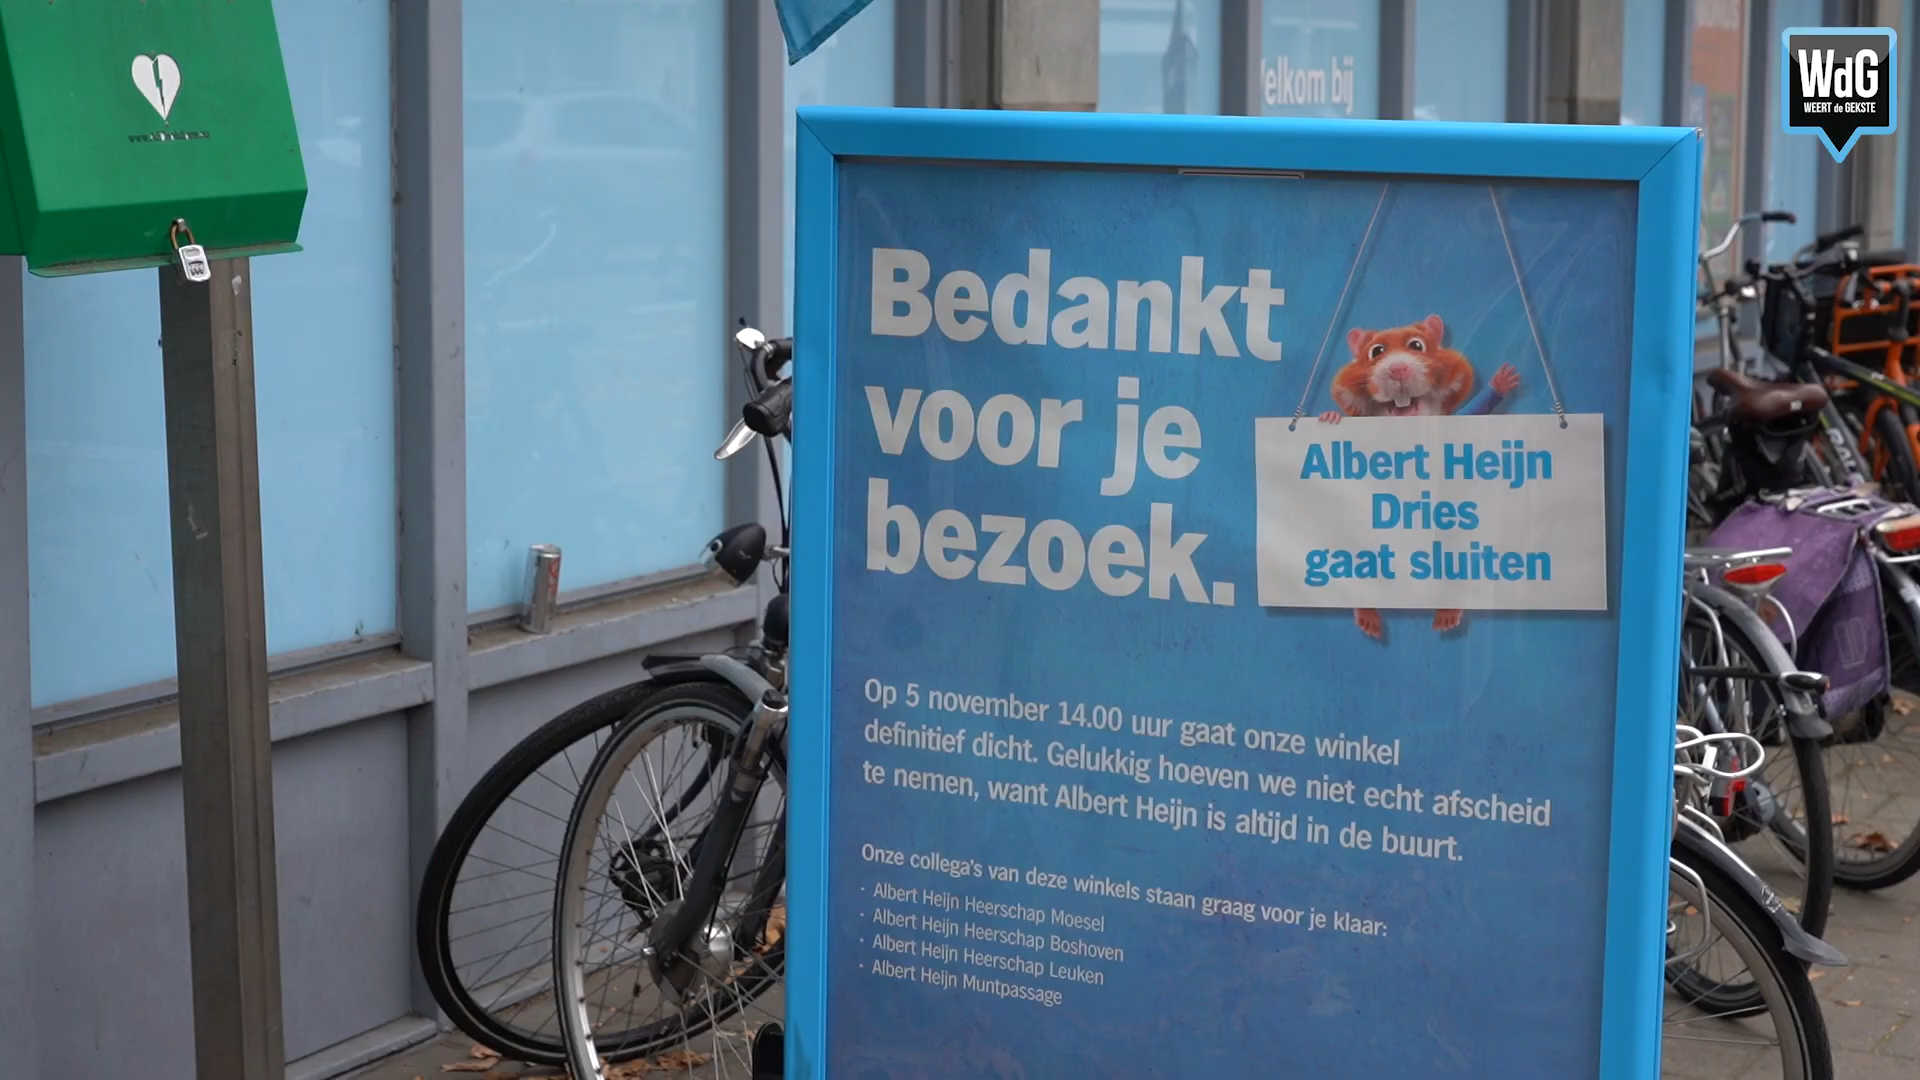 WdG
WEERT de GEKSTE
elkom bij
Bedankt
voor je
bezoek.
Albert Heijn
Dries
gaat sluiten
Op 5 november 14.00 uur gaat onze winkel
definitief dicht. Gelukkig hoeven we niet echt afscheid
te nemen, want Albert Heijn is altijd in de buurt.
Onze collega's van deze winkels staan graag voor je klaar:
· Albert Heijn Heerschap Moesel
· Albert Heijn Heerschap Boshoven
· Albert Heijn Heerschap Leuken
· Albert Heijn Muntpassage